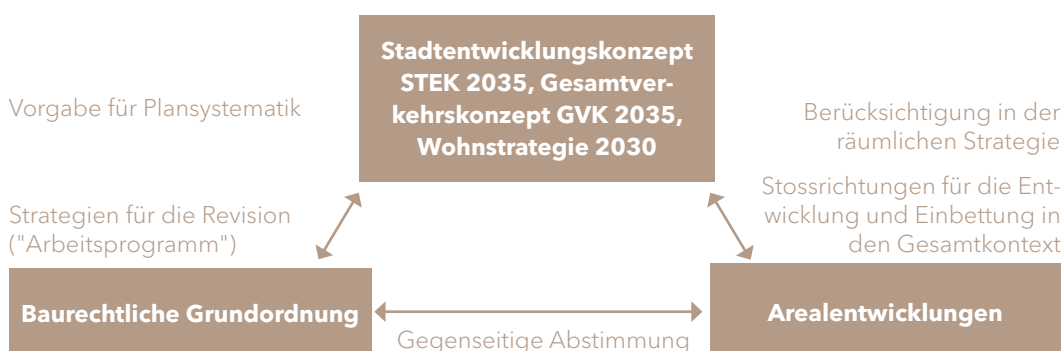 Stadtentwicklungskonzept
STEK 2035, Gesamtver-
kehrskonzept GVK 2035,
Wohnstrategie 2030
Vorgabe für Plansystematik
Berücksichtigung in der
räumlichen Strategie
Strategien für die Revision
("Arbeitsprogramm")
Stossrichtungen für die Ent-
wicklung und Einbettung in
den Gesamtkontext
Baurechtliche Grundordnung
Gegenseitige Abstimmung
Arealentwicklungen